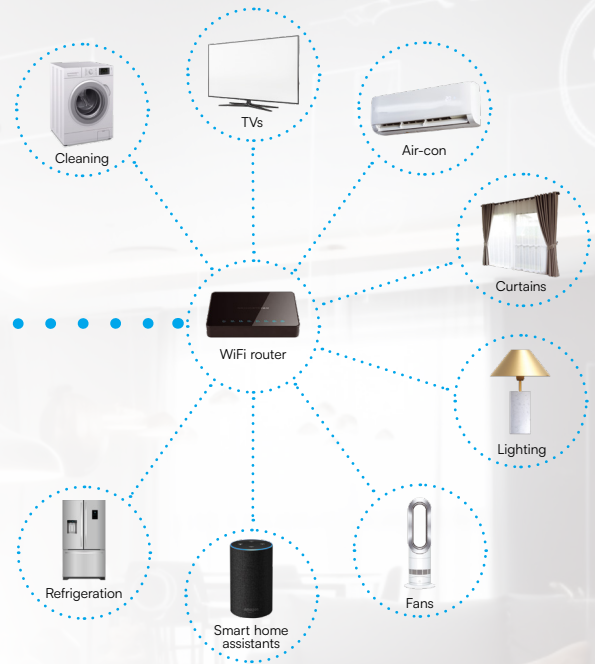 TVs
Air-con
Cleaning
Curtains
WiFi router
Lighting
Refrigeration
Fans
Smart home
assistants